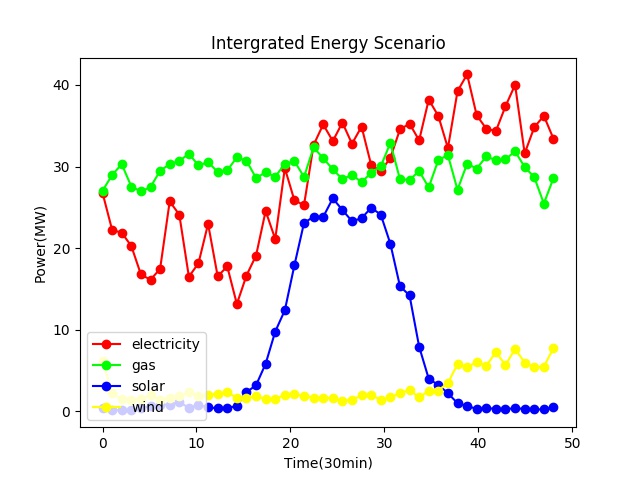 Intergrated Energy Scenario
Power(MW)
40
30
20
10
0
electricity
gas
solar
wind
0 10 20 30 40 50
Time(30min)